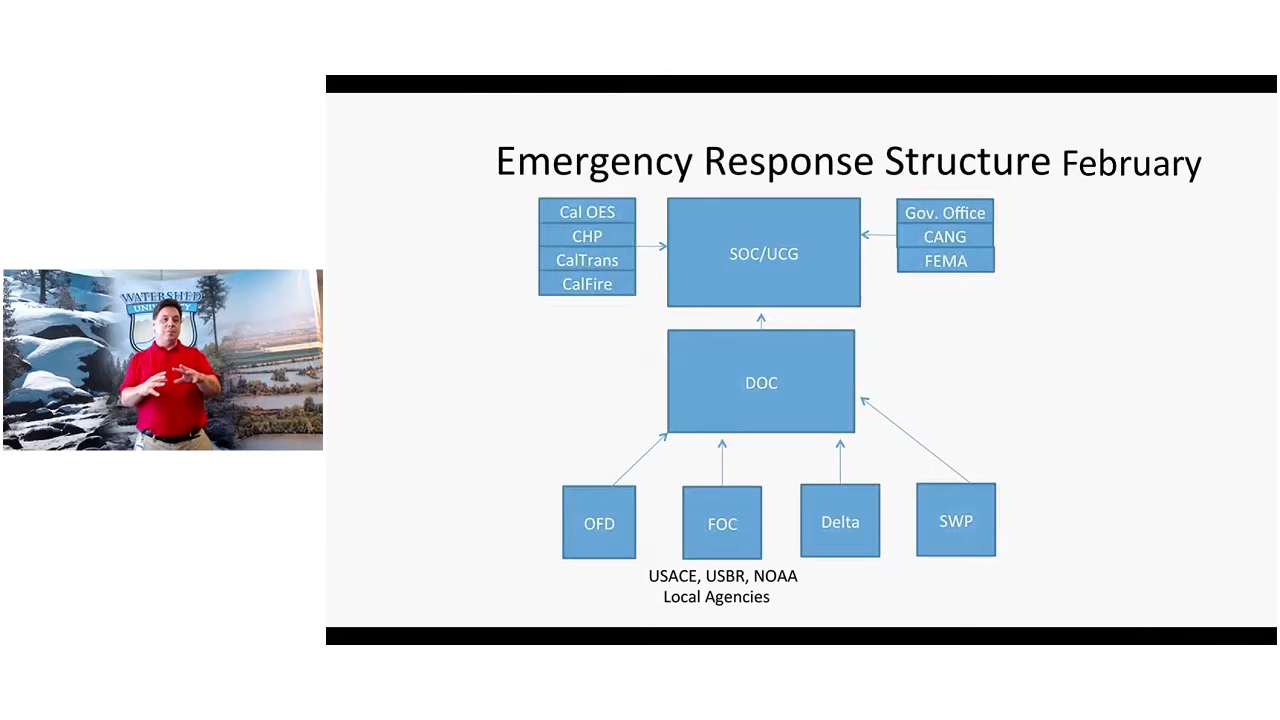 Emergency Response Structure February
Cal OES
CHP
CalTrans
CalFire
SOC/UCG
Gov. Office
CANG
FEMA
DOC
OFD
FOC
Delta
SWP
USACE, USBR, NOAA
Local Agencies
WATERSHED
UNIVERSITY